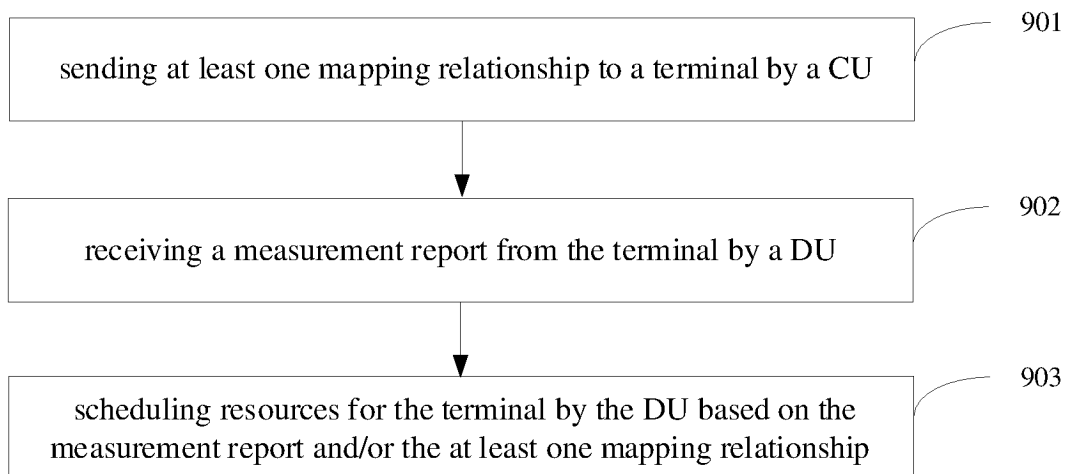 901
sending at least one mapping relationship to a terminal by a CU
902
receiving a measurement report from the terminal by a DU
903
scheduling resources for the terminal by the DU based on the
measurement report and/or the at least one mapping relationship